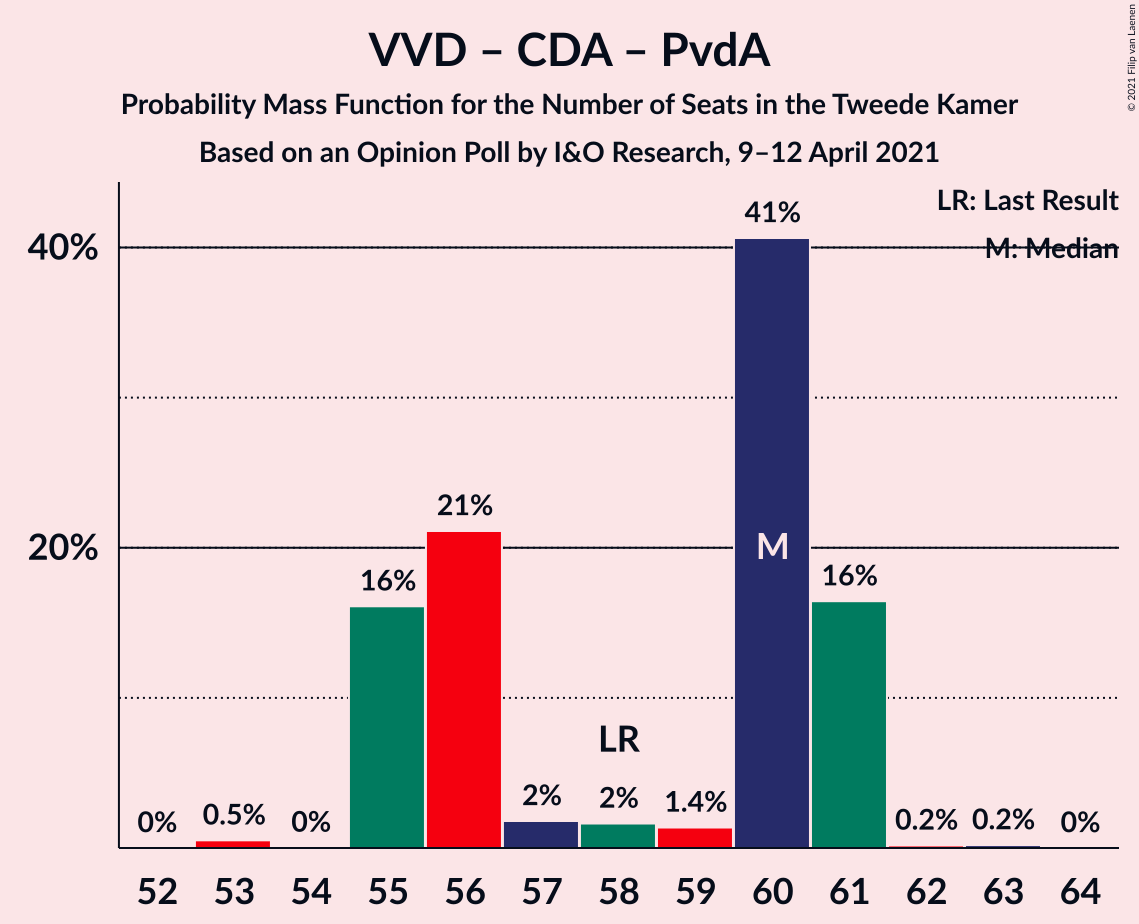 VVD – CDA – PvdA
Probability Mass Function for the Number of Seats in the Tweede Kamer
Based on an Opinion Poll by I&O Research, 9–12 April 2021
© 2021 Filip van Laenen
LR: Last Result
M: Median
40%
20%
0%
0.5%
0%
16%
21%
2%
2%
1.4%
41%
16%
0.2%
0.2%
0%
LR
M
52 53 54 55 56 57 58 59 60 61 62 63 64